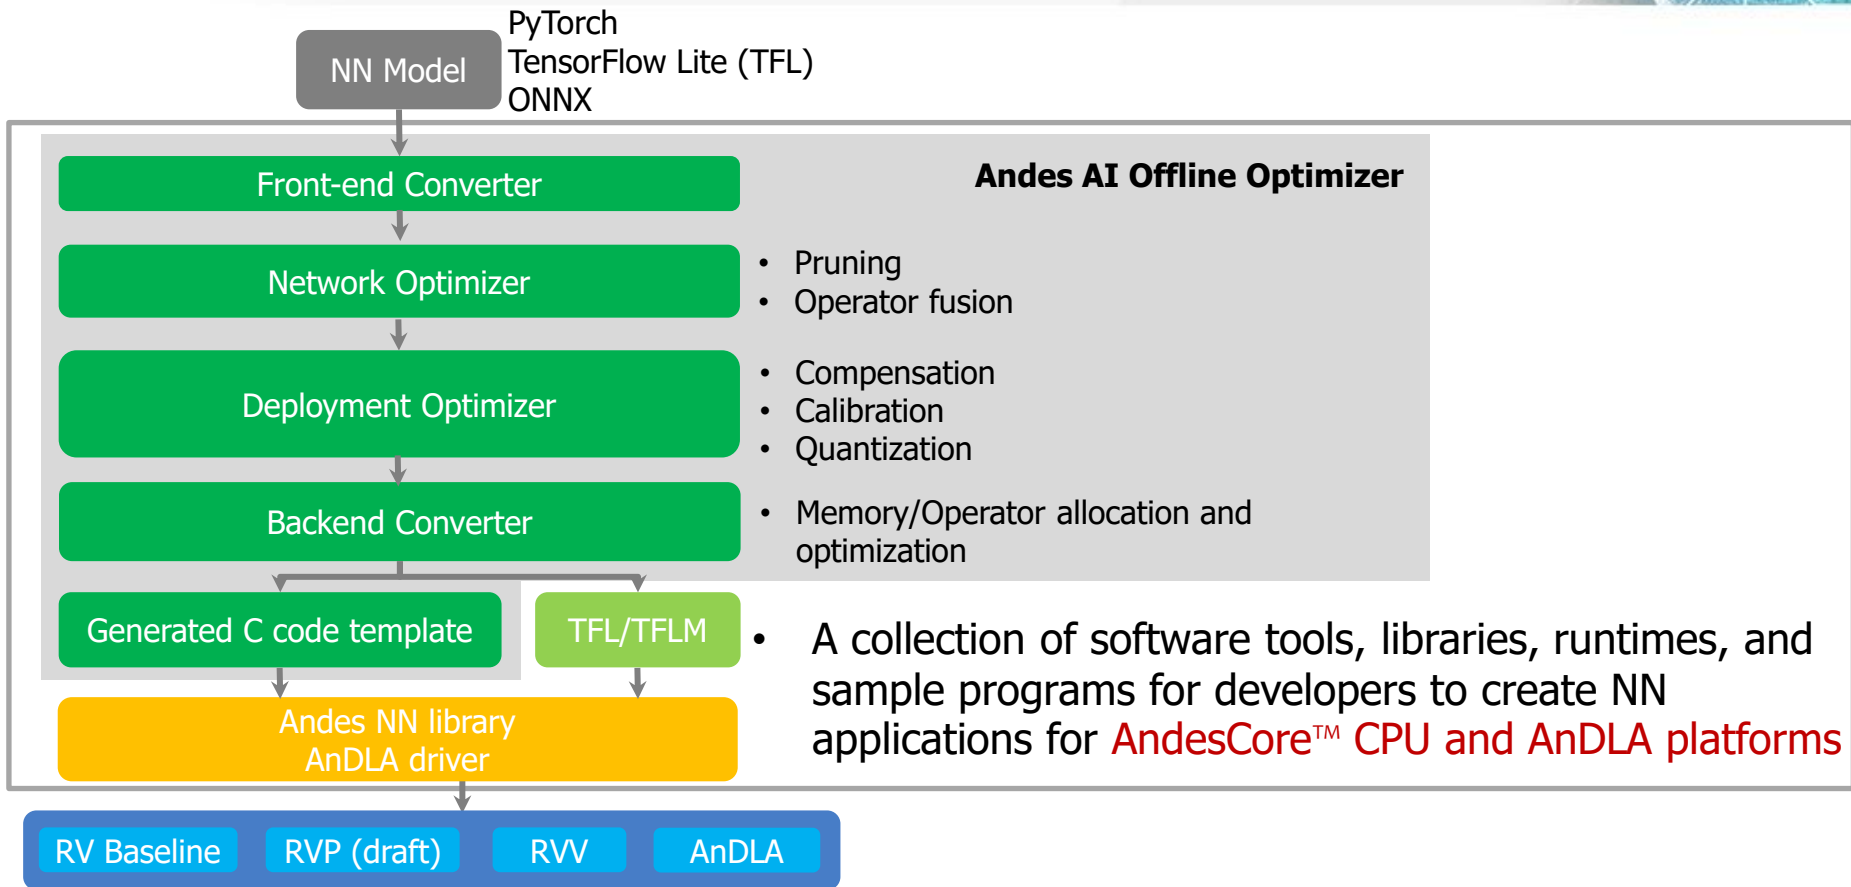 PyTorch
NN Model
TensorFlow Lite (TFL)
ONNX
Front-end Converter
Andes AI Offline Optimizer
Network Optimizer
• Pruning
• Operator fusion
Deployment Optimizer
• Compensation
• Calibration
• Quantization
Backend Converter
• Memory/Operator allocation and
optimization
Generated C code template
TFL/TFLM
• A collection of software tools, libraries, runtimes, and
sample programs for developers to create NN
applications for AndesCore™ CPU and AnDLA platforms
Andes NN library
AnDLA driver
RV Baseline
RVP (draft)
RVV
AnDLA